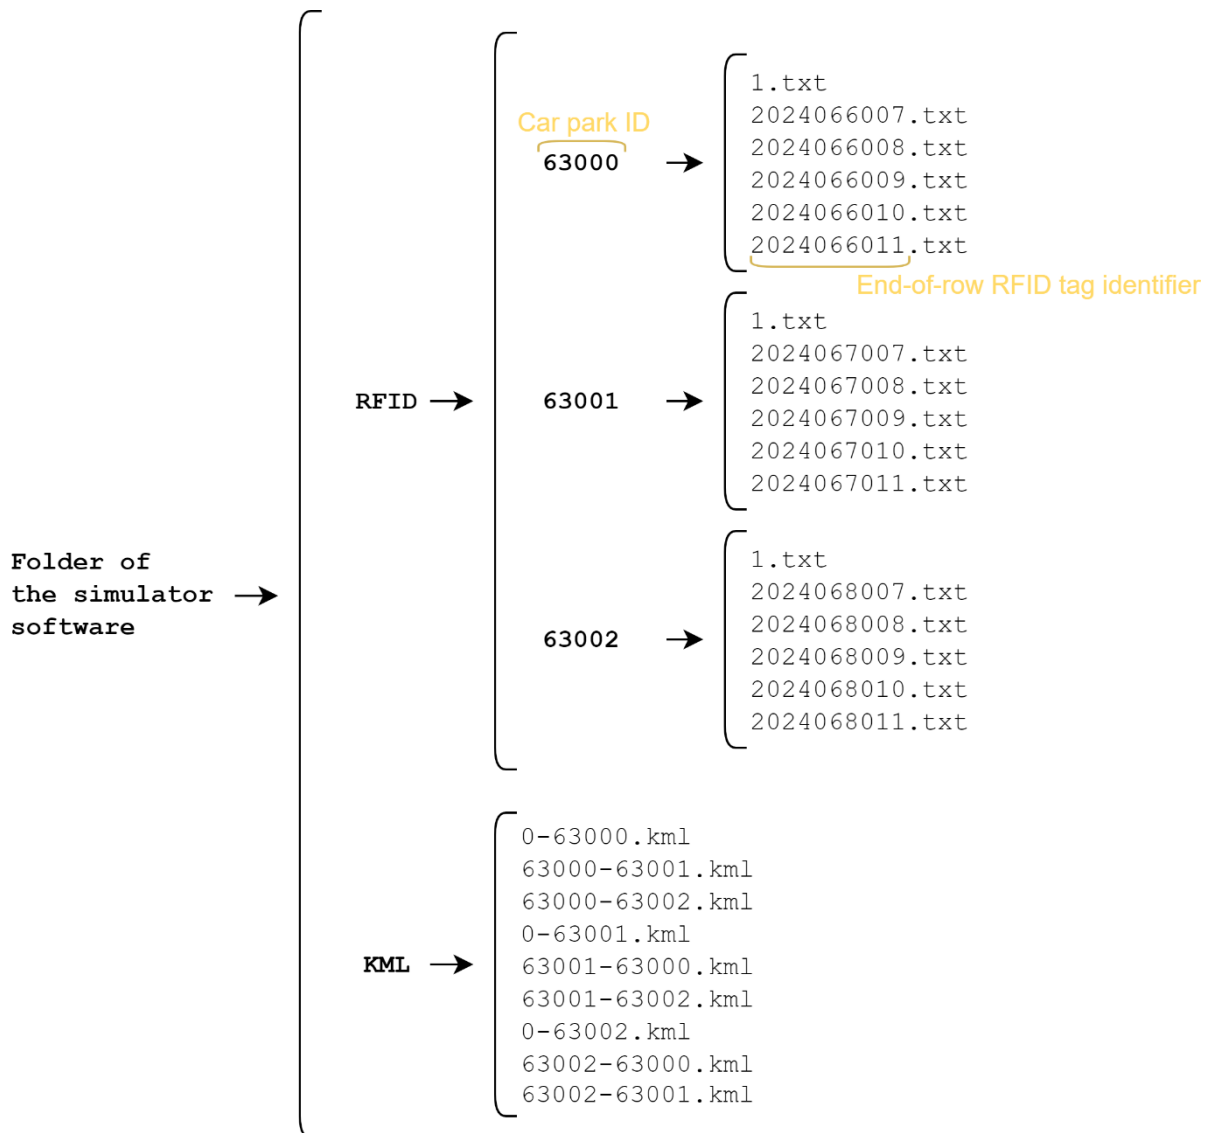 Folder of
the simulator
software
RFID
Car park ID
63000
1.txt
2024066007.txt
2024066008.txt
2024066009.txt
2024066010.txt
2024066011.txt
End-of-row RFID tag identifier
63001
1.txt
2024067007.txt
2024067008.txt
2024067009.txt
2024067010.txt
2024067011.txt
63002
1.txt
2024068007.txt
2024068008.txt
2024068009.txt
2024068010.txt
2024068011.txt
KML
0-63000.kml
63000-63001.kml
63000-63002.kml
0-63001.kml
63001-63000.kml
63001-63002.kml
0-63002.kml
63002-63000.kml
63002-63001.kml